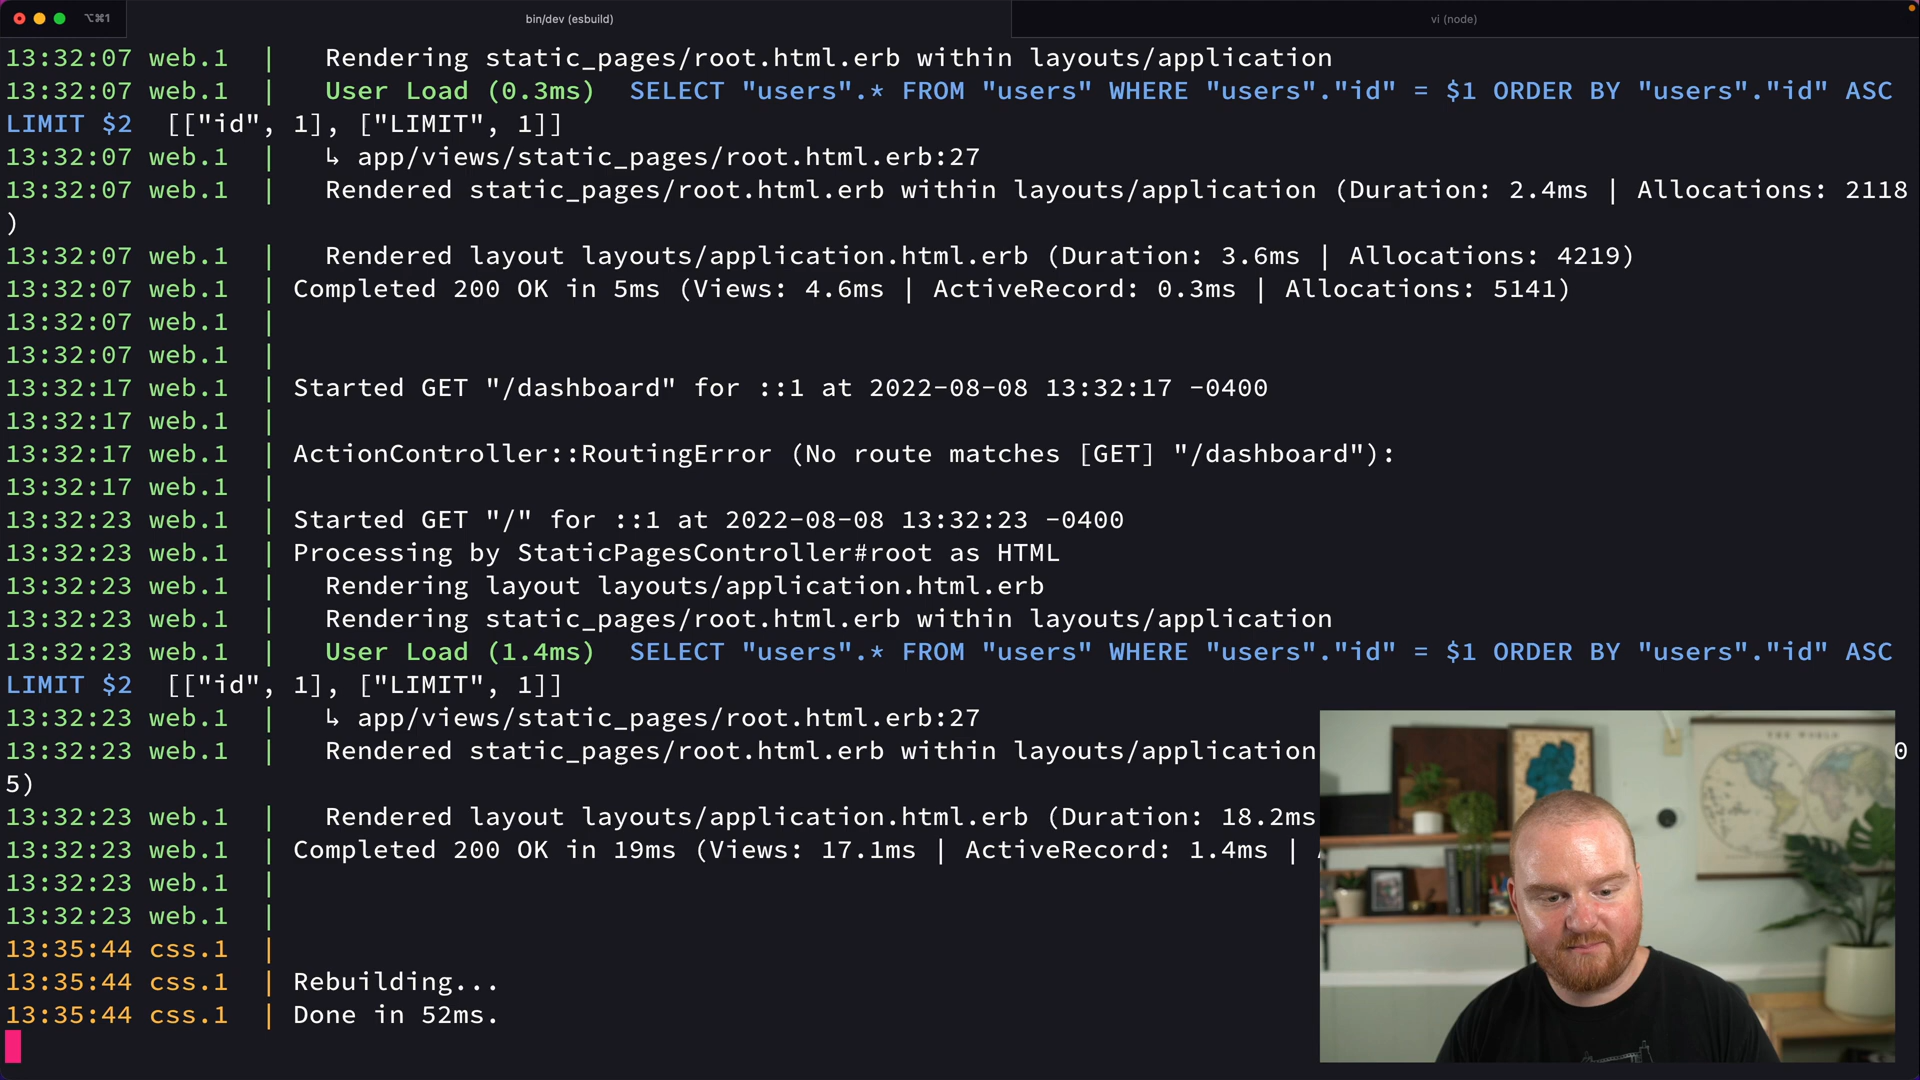 ⌥⌘1
bin/dev (esbuild)
vi (node)
13:32:07 web.1 | Rendering static_pages/root.html.erb within layouts/application
13:32:07 web.1 | User Load (0.3ms) SELECT "users".* FROM "users" WHERE "users"."id" = $1 ORDER BY "users"."id" ASC
LIMIT $2 [["id", 1], ["LIMIT", 1]]
13:32:07 web.1 | ↳ app/views/static_pages/root.html.erb:27
13:32:07 web.1 | Rendered static_pages/root.html.erb within layouts/application (Duration: 2.4ms | Allocations: 2118
)
13:32:07 web.1 | Rendered layout layouts/application.html.erb (Duration: 3.6ms | Allocations: 4219)
13:32:07 web.1 | Completed 200 OK in 5ms (Views: 4.6ms | ActiveRecord: 0.3ms | Allocations: 5141)
13:32:07 web.1 |
13:32:07 web.1 |
13:32:17 web.1 | Started GET "/dashboard" for ::1 at 2022-08-08 13:32:17 -0400
13:32:17 web.1 |
13:32:17 web.1 | ActionController::RoutingError (No route matches [GET] "/dashboard"):
13:32:17 web.1 |
13:32:23 web.1 | Started GET "/" for ::1 at 2022-08-08 13:32:23 -0400
13:32:23 web.1 | Processing by StaticPagesController#root as HTML
13:32:23 web.1 | Rendering layout layouts/application.html.erb
13:32:23 web.1 | Rendering static_pages/root.html.erb within layouts/application
13:32:23 web.1 | User Load (1.4ms) SELECT "users".* FROM "users" WHERE "users"."id" = $1 ORDER BY "users"."id" ASC
LIMIT $2 [["id", 1], ["LIMIT", 1]]
13:32:23 web.1 | ↳ app/views/static_pages/root.html.erb:27
13:32:23 web.1 | Rendered static_pages/root.html.erb within layouts/application 0
5)
13:32:23 web.1 | Rendered layout layouts/application.html.erb (Duration: 18.2ms
13:32:23 web.1 | Completed 200 OK in 19ms (Views: 17.1ms | ActiveRecord: 1.4ms |
13:32:23 web.1 |
13:32:23 web.1 |
13:35:44 css.1 |
13:35:44 css.1 | Rebuilding...
13:35:44 css.1 | Done in 52ms.
THE WORLD